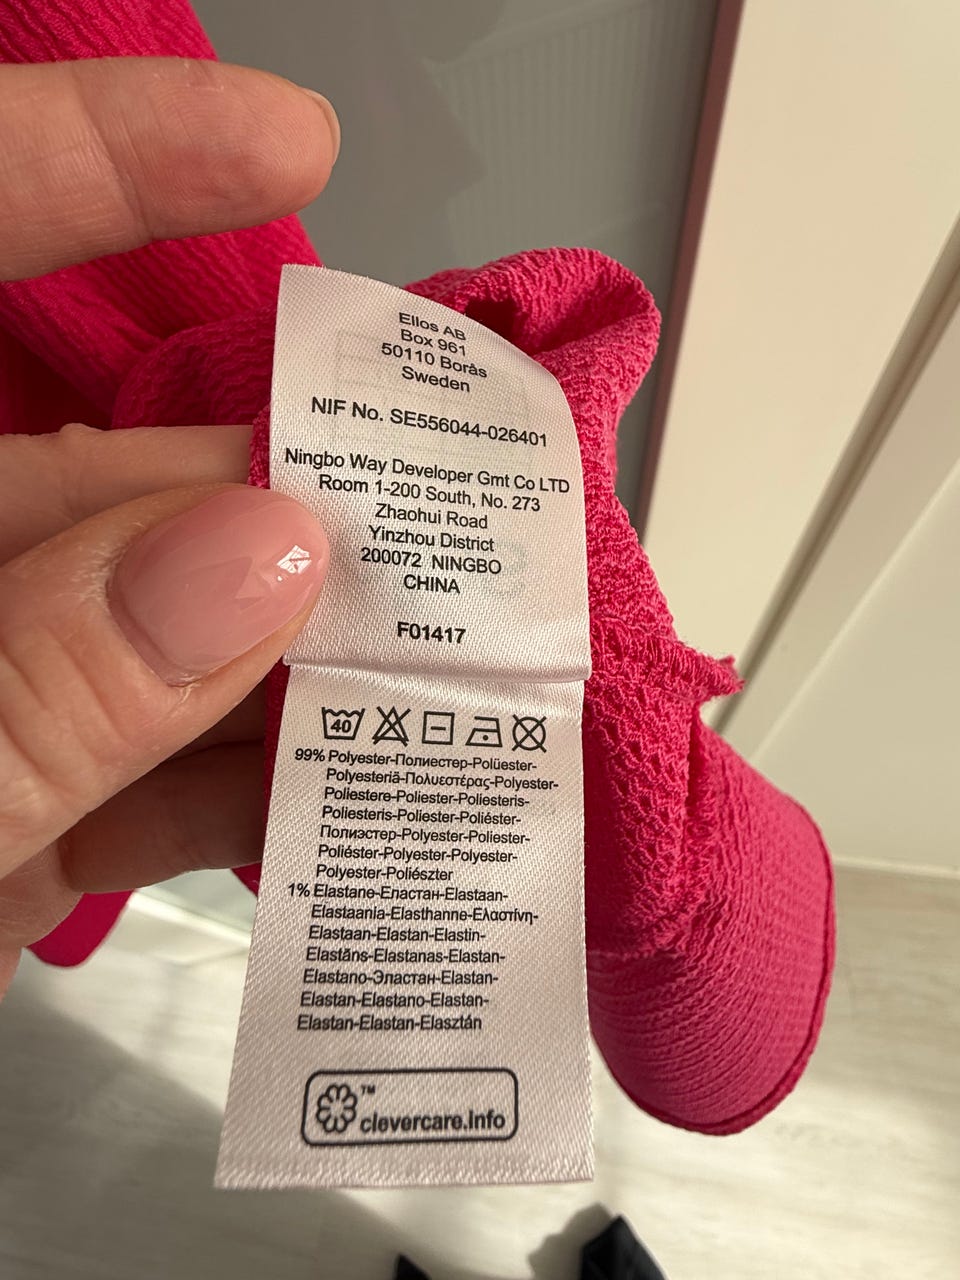 Ellos AB
Box 961
50110 Borås
Sweden
NIF No. SE556044-026401
Ningbo Way Developer Gmt Co LTD
Room 1-200 South, No. 273
Zhaohui Road
Yinzhou District
200072 NINGBO
CHINA
F01417
40
99% Polyester-Полиестер-Polüester-
Polyesteriä-Πολυεστέρας-Polyester-
Poliestere-Poliester-Poliesteris-
Poliesteris-Poliester-Poliéster-
Полиэстер-Polyester-Poliester-
Poliéster-Polyester-Polyester-
Polyester-Poliészter
1% Elastane-Еластан-Elastaan-
Elastaania-Elasthanne-Ελαστίνη-
Elastaan-Elastan-Elastin-
Elastāns-Elastanas-Elastan-
Elastano-Эластан-Elastan-
Elastan-Elastano-Elastan-
Elastan-Elastan-Elasztán
™
clevercare.info